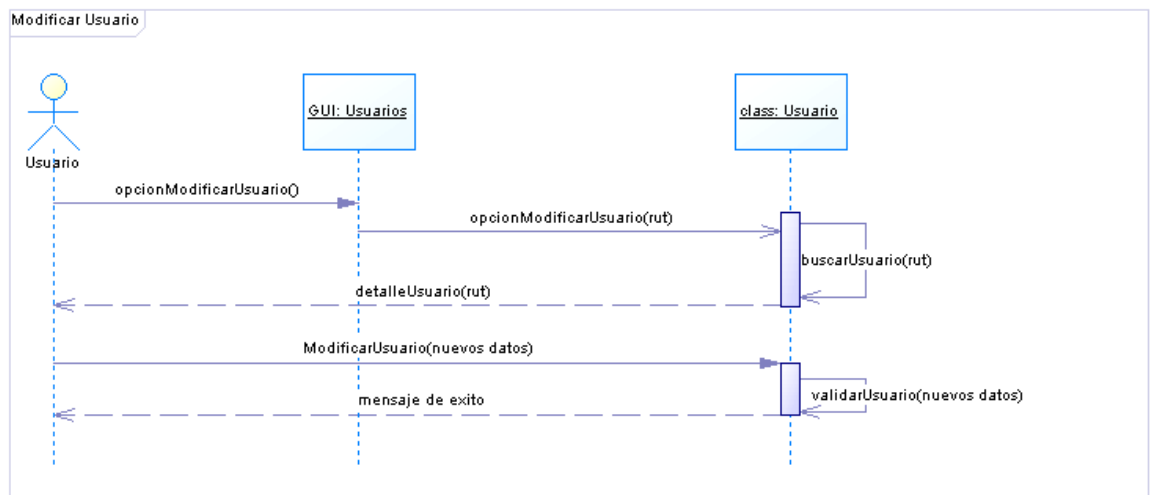 Modificar Usuario
GUI: Usuarios
class: Usuario
Usuario
opcionModificarUsuario()
opcionModificarUsuario(rut)
buscarUsuario(rut)
detalleUsuario(rut)
ModificarUsuario(nuevos datos)
validarUsuario(nuevos datos)
mensaje de exito